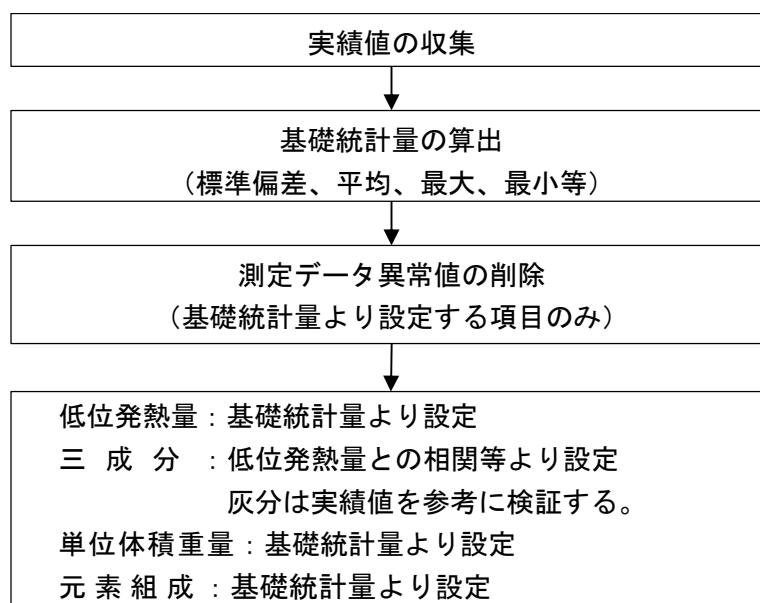 実績値の収集
基礎統計量の算出
（標準偏差、平均、最大、最小等）
測定データ異常値の削除
（基礎統計量より設定する項目のみ）
低位発熱量：基礎統計量より設定
三 成 分 ：低位発熱量との相関等より設定
灰分は実績値を参考に検証する。
単位体積重量：基礎統計量より設定
元 素 組 成：基礎統計量より設定